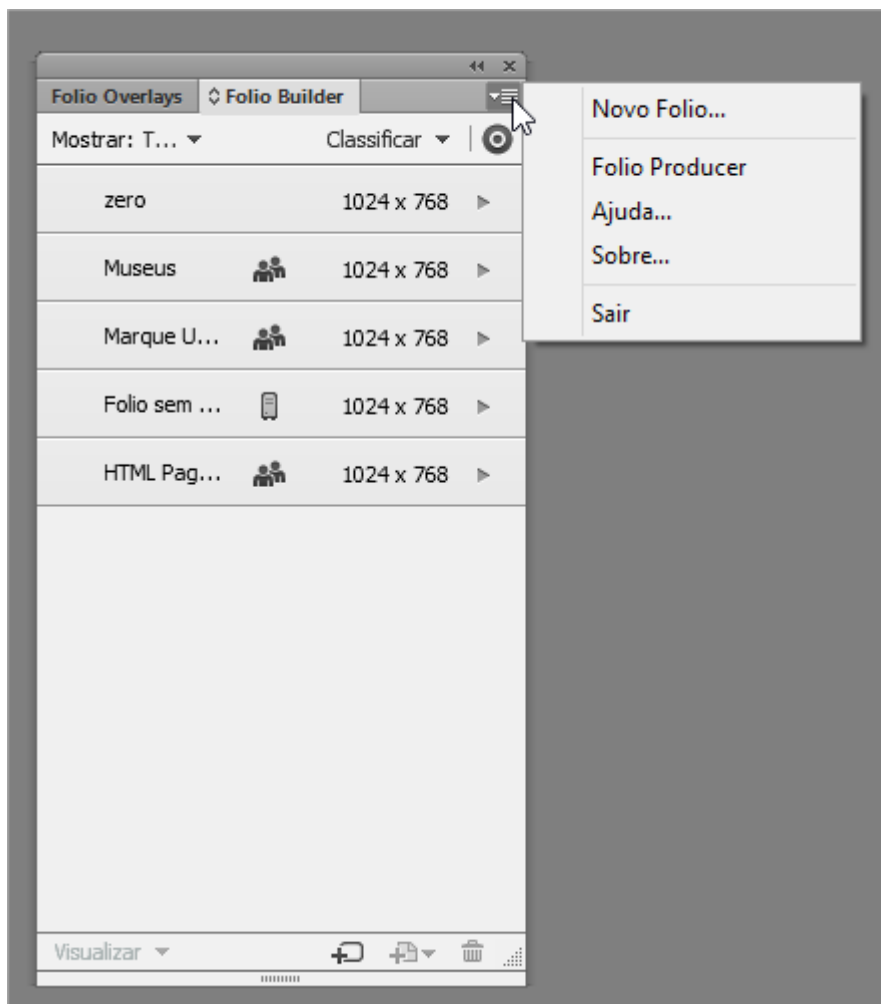 Folio Overlays
Folio Builder
Mostrar: T...
Classificar
zero 1024 x 768
Museus 1024 x 768
Marque U... 1024 x 768
Folio sem ... 1024 x 768
HTML Pag... 1024 x 768
Visualizar
Novo Folio...
Folio Producer
Ajuda...
Sobre...
Sair